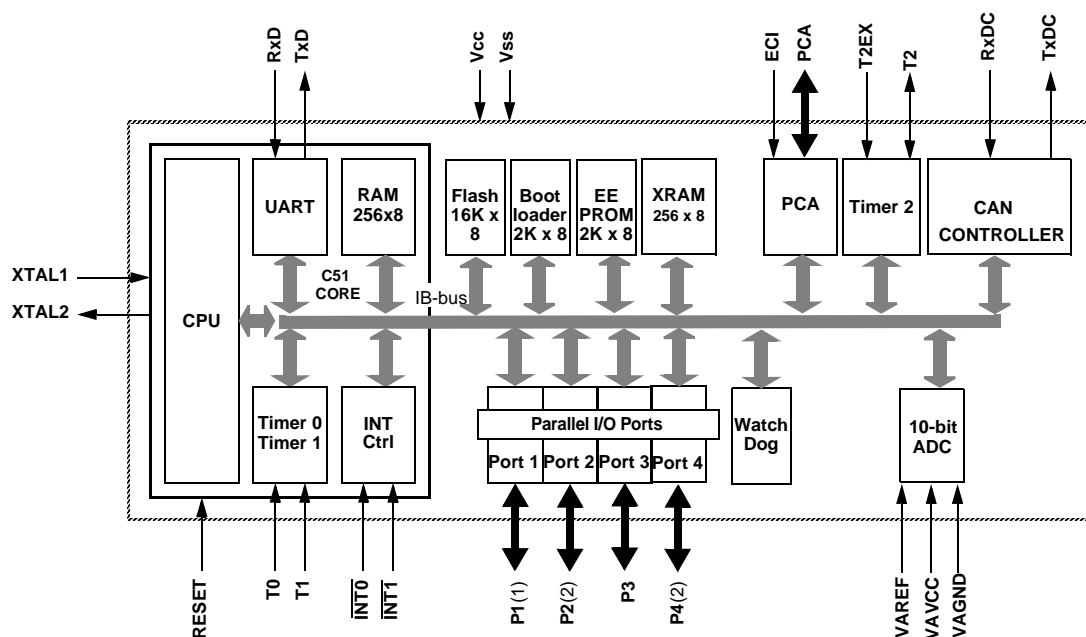 RxD
TxD
Vcc
Vss
ECI
PCA
T2EX
T2
RxDC
TxDC
XTAL1
XTAL2
CPU
UART
RAM
256x8
C51
CORE
IB-bus
Flash
16K x
8
Boot
loader
2K x 8
EE
PROM
2K x 8
XRAM
256 x 8
PCA
Timer 2
CAN
CONTROLLER
Timer 0
Timer 1
INT
Ctrl
Parallel I/O Ports
Port 1
Port 2
Port 3
Port 4
Watch
Dog
10-bit
ADC
RESET
T0
T1
INT0
INT1
P1(1)
P2(2)
P3
P4(2)
VAREF
VAVCC
VAGND